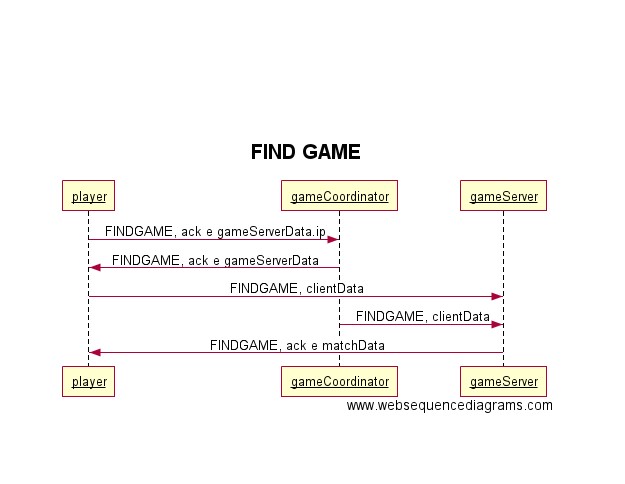 FIND GAME
player
gameCoordinator
gameServer
FINDGAME, ack e gameServerData.ip
FINDGAME, ack e gameServerData
FINDGAME, clientData
FINDGAME, clientData
FINDGAME, ack e matchData
player
gameCoordinator
gameServer
www.websequencediagrams.com